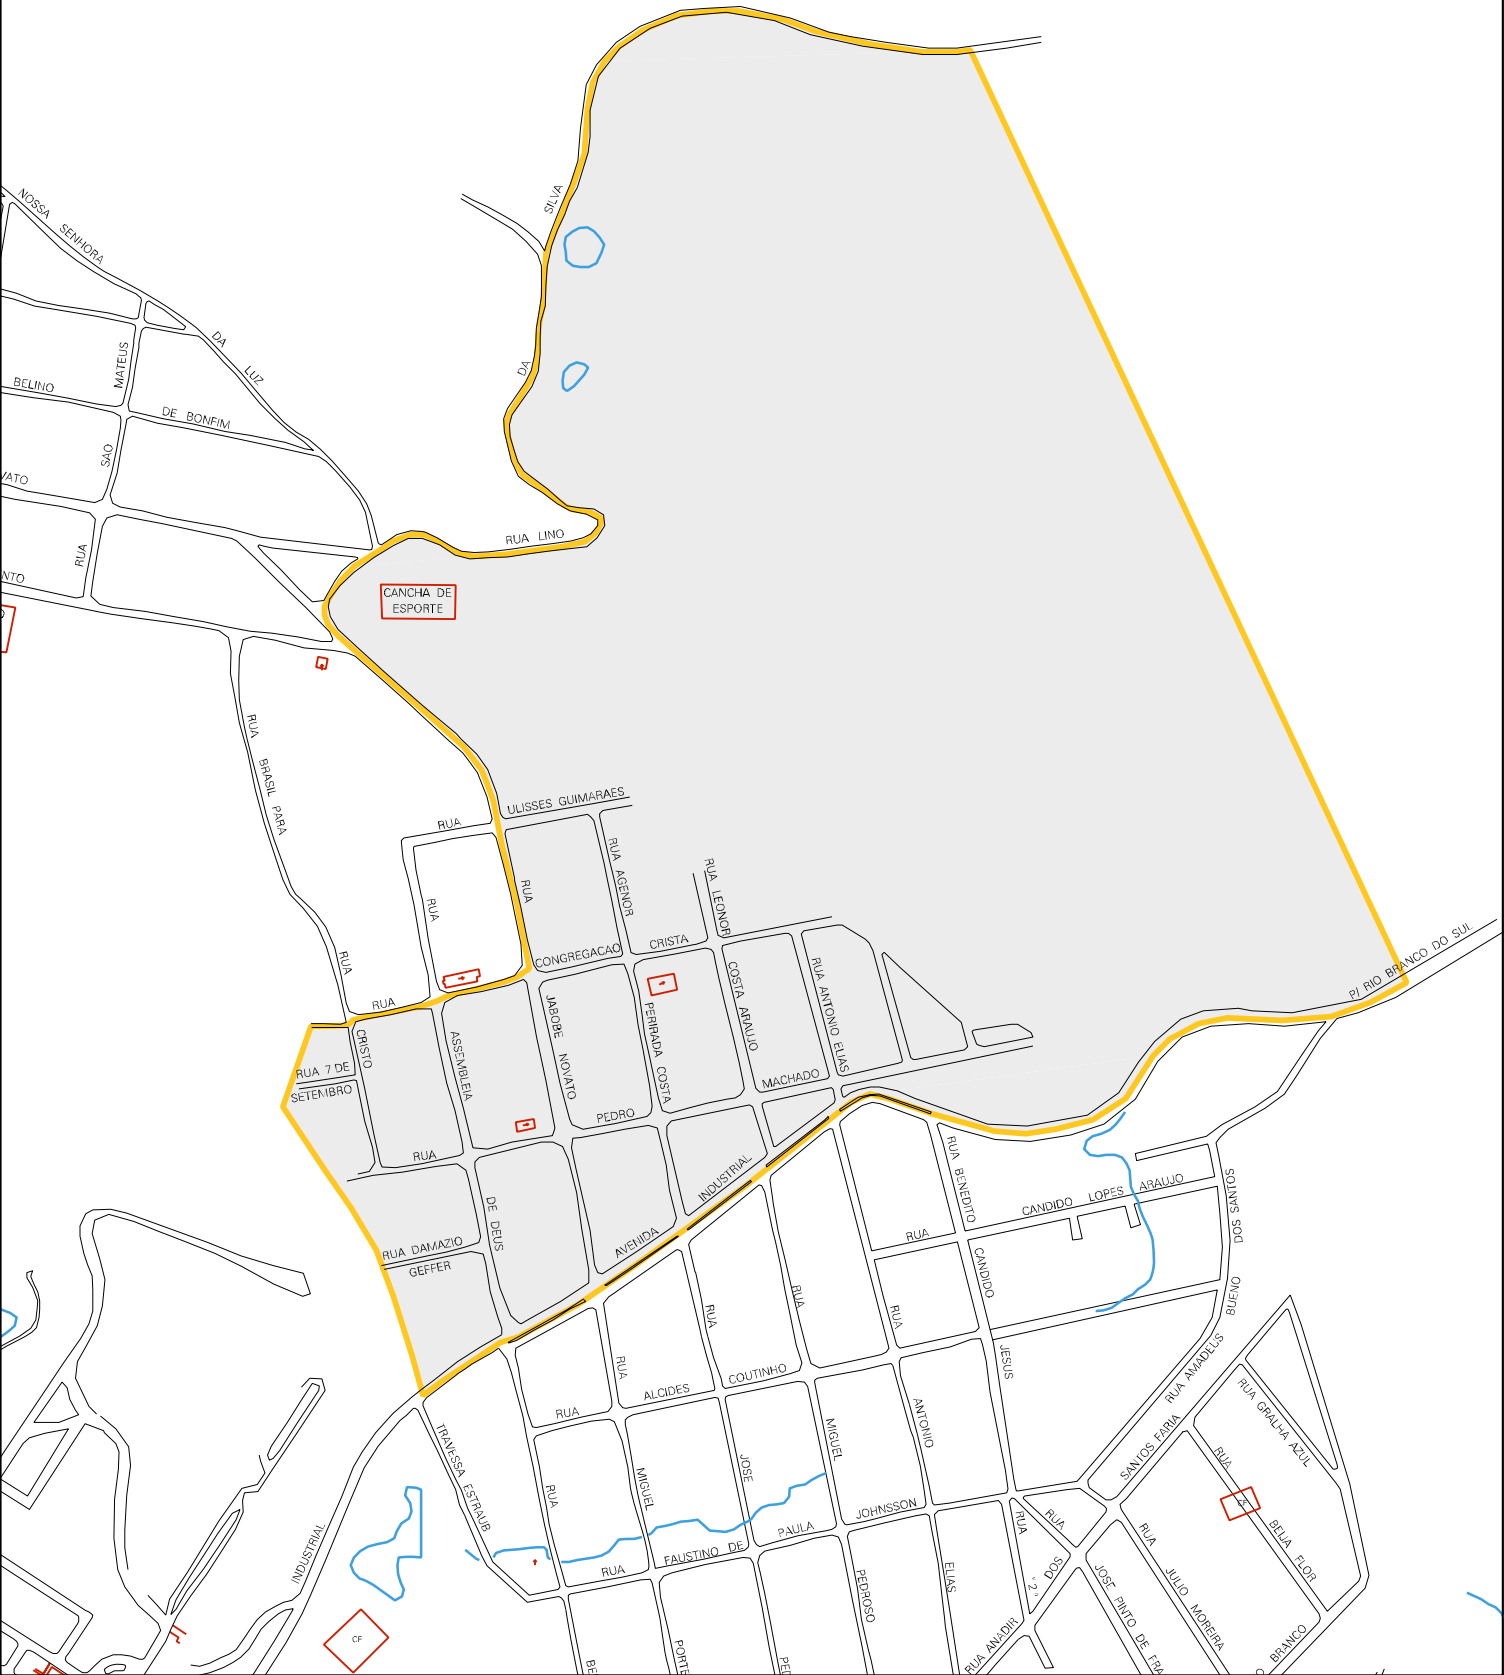 SILVA
NOSSA
SENHORA
DA
LUZ
DA
MATEUS
BELINO
DE BONFIM
SAO
VATO
RUA LINO
RUA
NTO
CANCHA DE
ESPORTE
RUA
BRASIL PARA
ULISSES GUIMARAES
RUA
RUA AGENOR
RUA LEONOR
RUA
RUA
P/ RIO BRANCO DO SUL
CONGREGACAO
CRISTA
RUA
RUA
COSTA ARAUJO
RUA ANTONIO ELIAS
JABOBE NOVATO
PERIRADA COSTA
CRISTO
ASSEMBLEIA
RUA 7 DE
SETEMBRO
MACHADO
PEDRO
RUA
INDUSTRIAL
AVENIDA
RUA BENEDITO
CANDIDO LOPES ARAUJO
DOS SANTOS
DE DEUS
RUA DAMAZIO
GEFFER
RUA
CANDIDO
BUENO
RUA
RUA
RUA
RUA
JESUS
RUA AMADEUS
COUTINHO
ALCIDES
RUA
RUA GRALHA AZUL
SANTOS FARIA
ANTONIO
MIGUEL
TRAVESSA ESTRAUB
JOSE
MIGUEL
RUA
RUA
CF
BEIJA FLOR
JOHNSSON
PAULA
FAUSTINO DE
RUA
RUA
RUA
RUA
JULIO MOREIRA
INDUSTRIAL
DOS
"2"
ELIAS
PEDROSO
JOSE PINTO DE FRA
CF
RUA ANADIR
BRANCO
O
PORTE
PED
BE